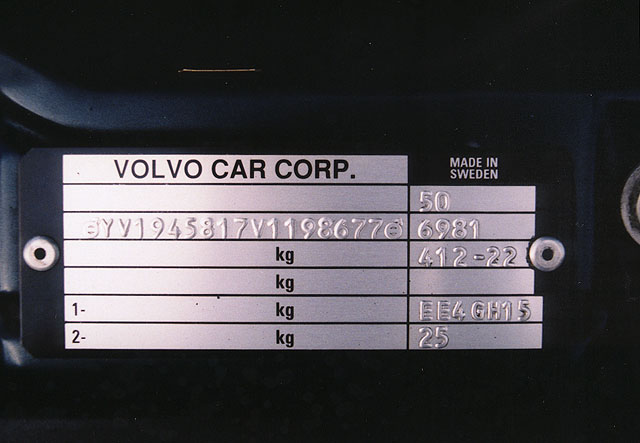 VOLVO CAR CORP.
MADE IN
SWEDEN
50
YV1945817V1198677 6981
kg 412-22
kg
1- kg EE4GH15
2- kg 25